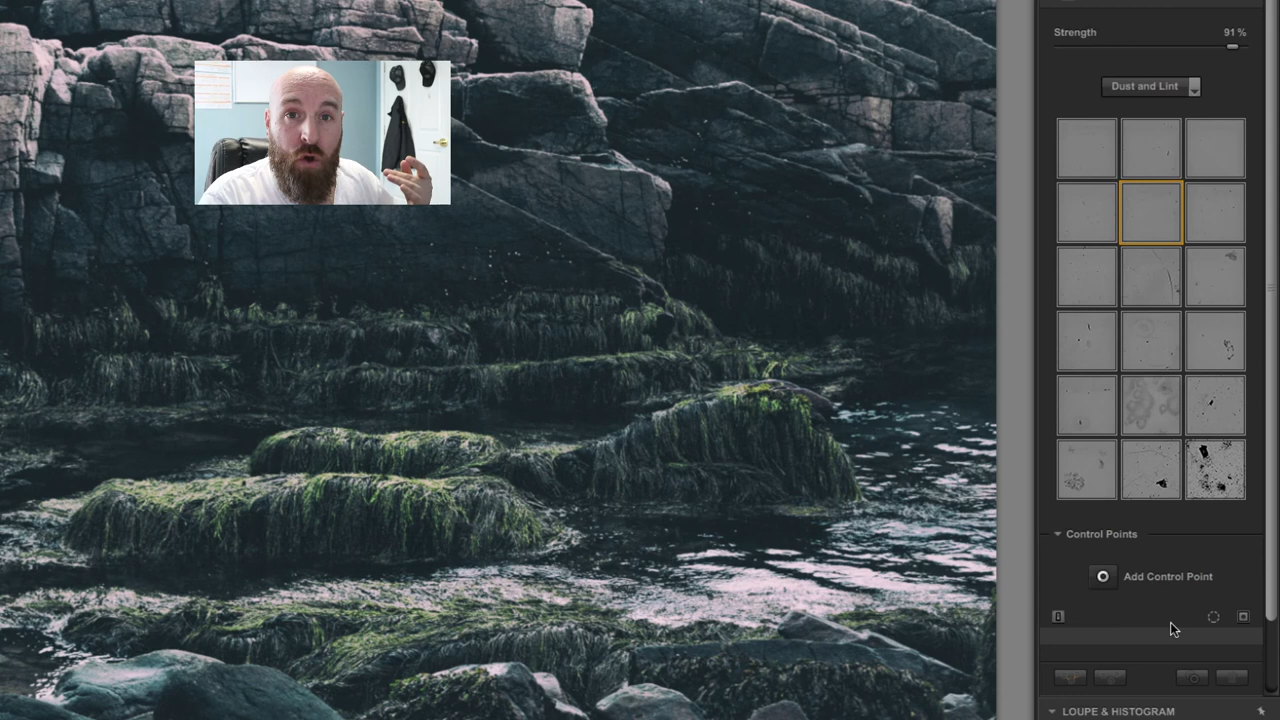 Strength 91 %
Dust and Lint
Control Points
Add Control Point
LOUPE & HISTOGRAM